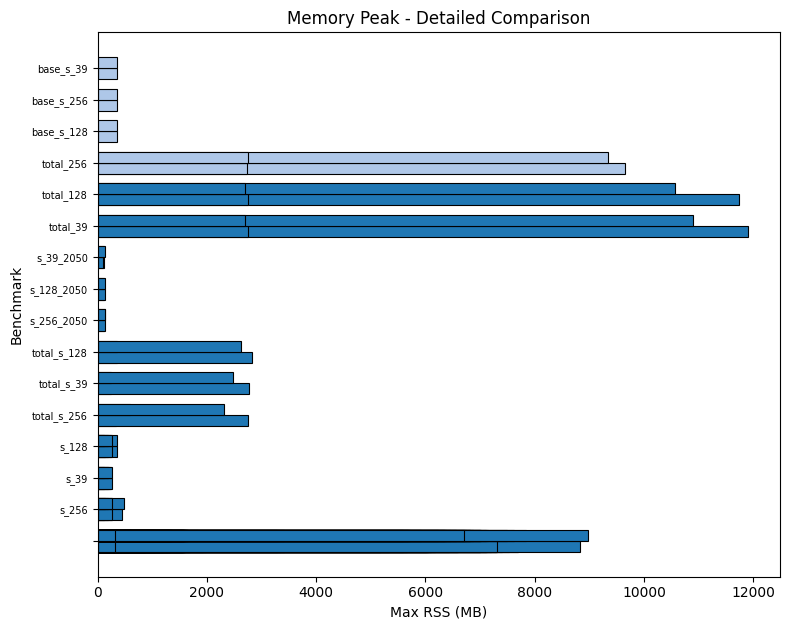 Memory Peak - Detailed Comparison
base_s_39
base_s_256
base_s_128
total_256
total_128
total_39
s_39_2050
s_128_2050
s_256_2050
total_s_128
total_s_39
total_s_256
s_128
s_39
s_256
Benchmark
0 2000 4000 6000 8000 10000 12000
Max RSS (MB)